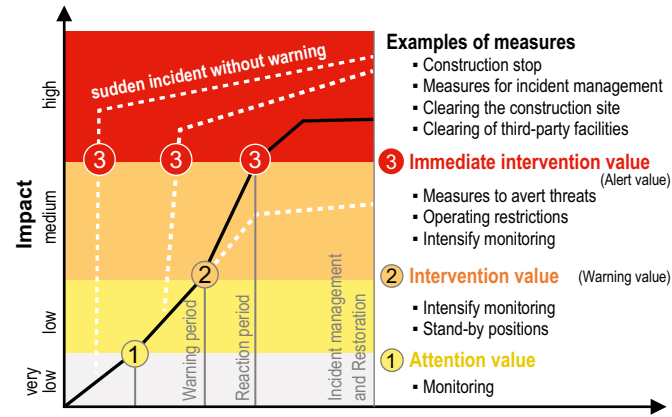 Impact
high
medium
low
very
low
sudden incident without warning
3
3
3
2
1
Warning period
Reaction period
Incident management
and Restoration
Examples of measures
▪ Construction stop
▪ Measures for incident management
▪ Clearing the construction site
▪ Clearing of third-party facilities
3 Immediate intervention value
(Alert value)
▪ Measures to avert threats
▪ Operating restrictions
▪ Intensify monitoring
2 Intervention value (Warning value)
▪ Intensify monitoring
▪ Stand-by positions
1 Attention value
▪ Monitoring